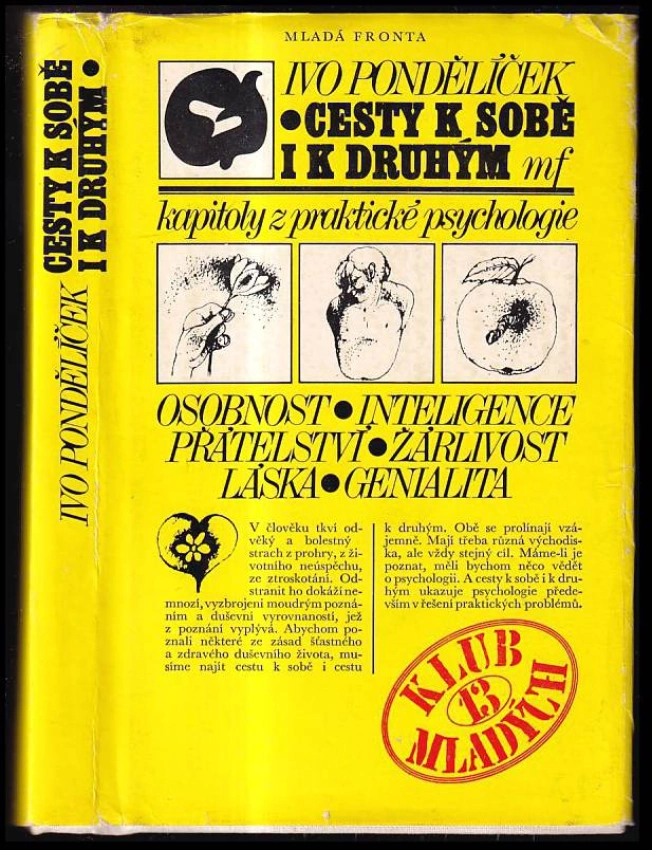 MLADÁ FRONTA
IVO PONDĚLÍČEK
• CESTY K SOBĚ
I K DRUHÝM mf
kapitoly z praktické psychologie
OSOBNOST • INTELIGENCE
PŘÁTELSTVÍ • ŽÁRLIVOST
LÁSKA • GENIALITA
V člověku tkví od-
věký a bolestný
strach z prohry, z ži-
votního neúspěchu,
ze ztroskotání. Od-
stranit ho dokáží ne-
mnozí, vyzbrojeni moudrým pozná-
ním a duševní vyrovnaností, jež
z poznání vyplývá. Abychom po-
znali některé ze zásad šťastného
a zdravého duševního života, mu-
síme najít cestu k sobě i cestu
k druhým. Obě se prolínají vzá-
jemně. Mají třeba různá východis-
ka, ale vždy stejný cíl. Máme-li je
poznat, měli bychom něco vědět
o psychologii. A cesty k sobě i k dru-
hým ukazuje psychologie přede-
vším v řešení praktických problémů.
KLUB
13
MLADÝCH
IVO PONDĚLÍČEK
CESTY K SOBĚ
I K DRUHÝM •